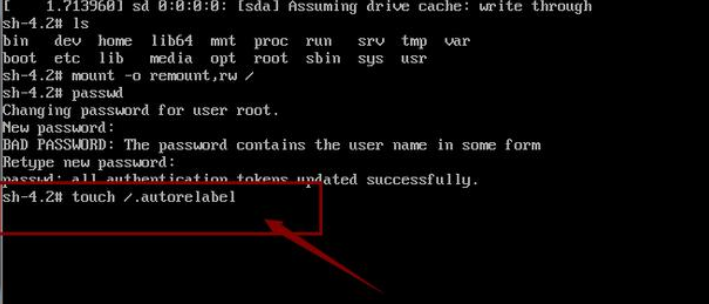 [    1.713960] sd 0:0:0:0: [sda] Assuming drive cache: write through
sh-4.2# ls
bin   dev  home  lib64  mnt  proc  run   srv  tmp  var
boot  etc  lib   media  opt  root  sbin  sys  usr
sh-4.2# mount -o remount,rw /
sh-4.2# passwd
Changing password for user root.
New password:
BAD PASSWORD: The password contains the user name in some form
Retype new password:
passwd: all authentication tokens updated successfully.
sh-4.2# touch /.autorelabel